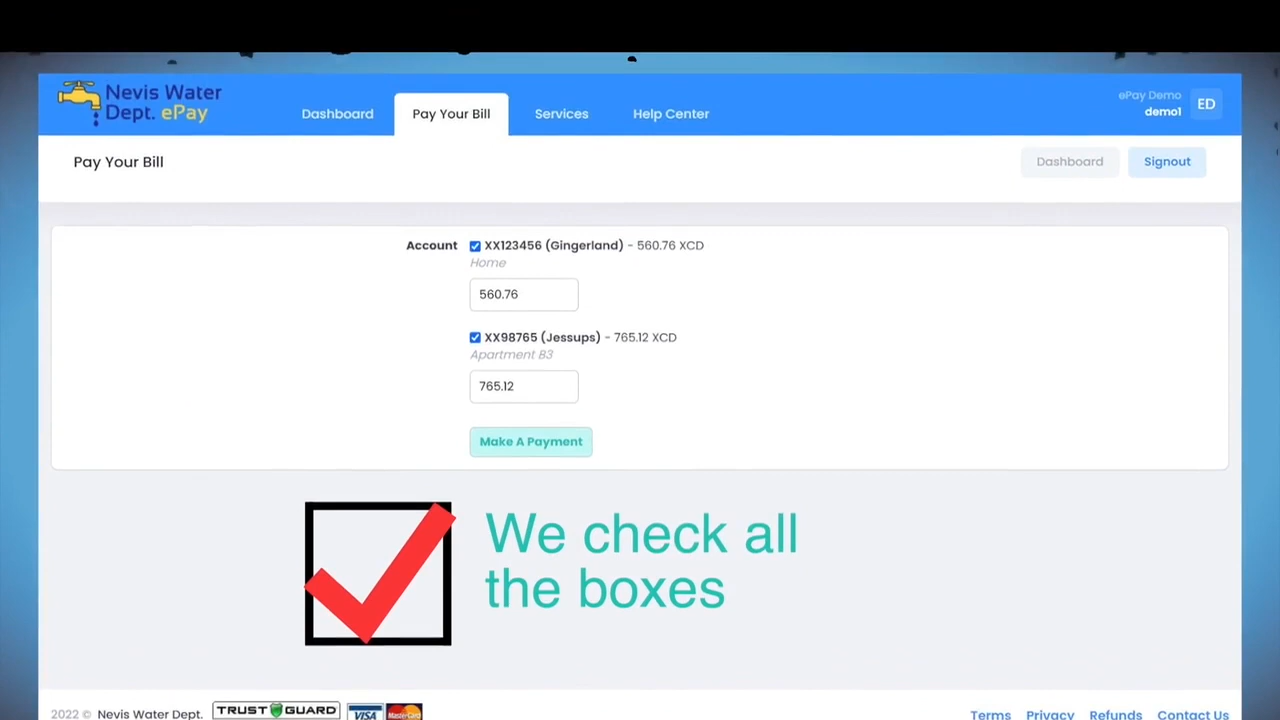 Nevis Water
Dept. ePay
Dashboard
Pay Your Bill
Services
Help Center
ePay Demo
demo1
ED
Pay Your Bill
Dashboard
Signout
Account
XX123456 (Gingerland) - 560.76 XCD
Home
560.76
XX98765 (Jessups) - 765.12 XCD
Apartment B3
765.12
Make A Payment
We check all
the boxes
2022 © Nevis Water Dept.
TRUST GUARD
VISA
MasterCard
Terms
Privacy
Refunds
Contact Us